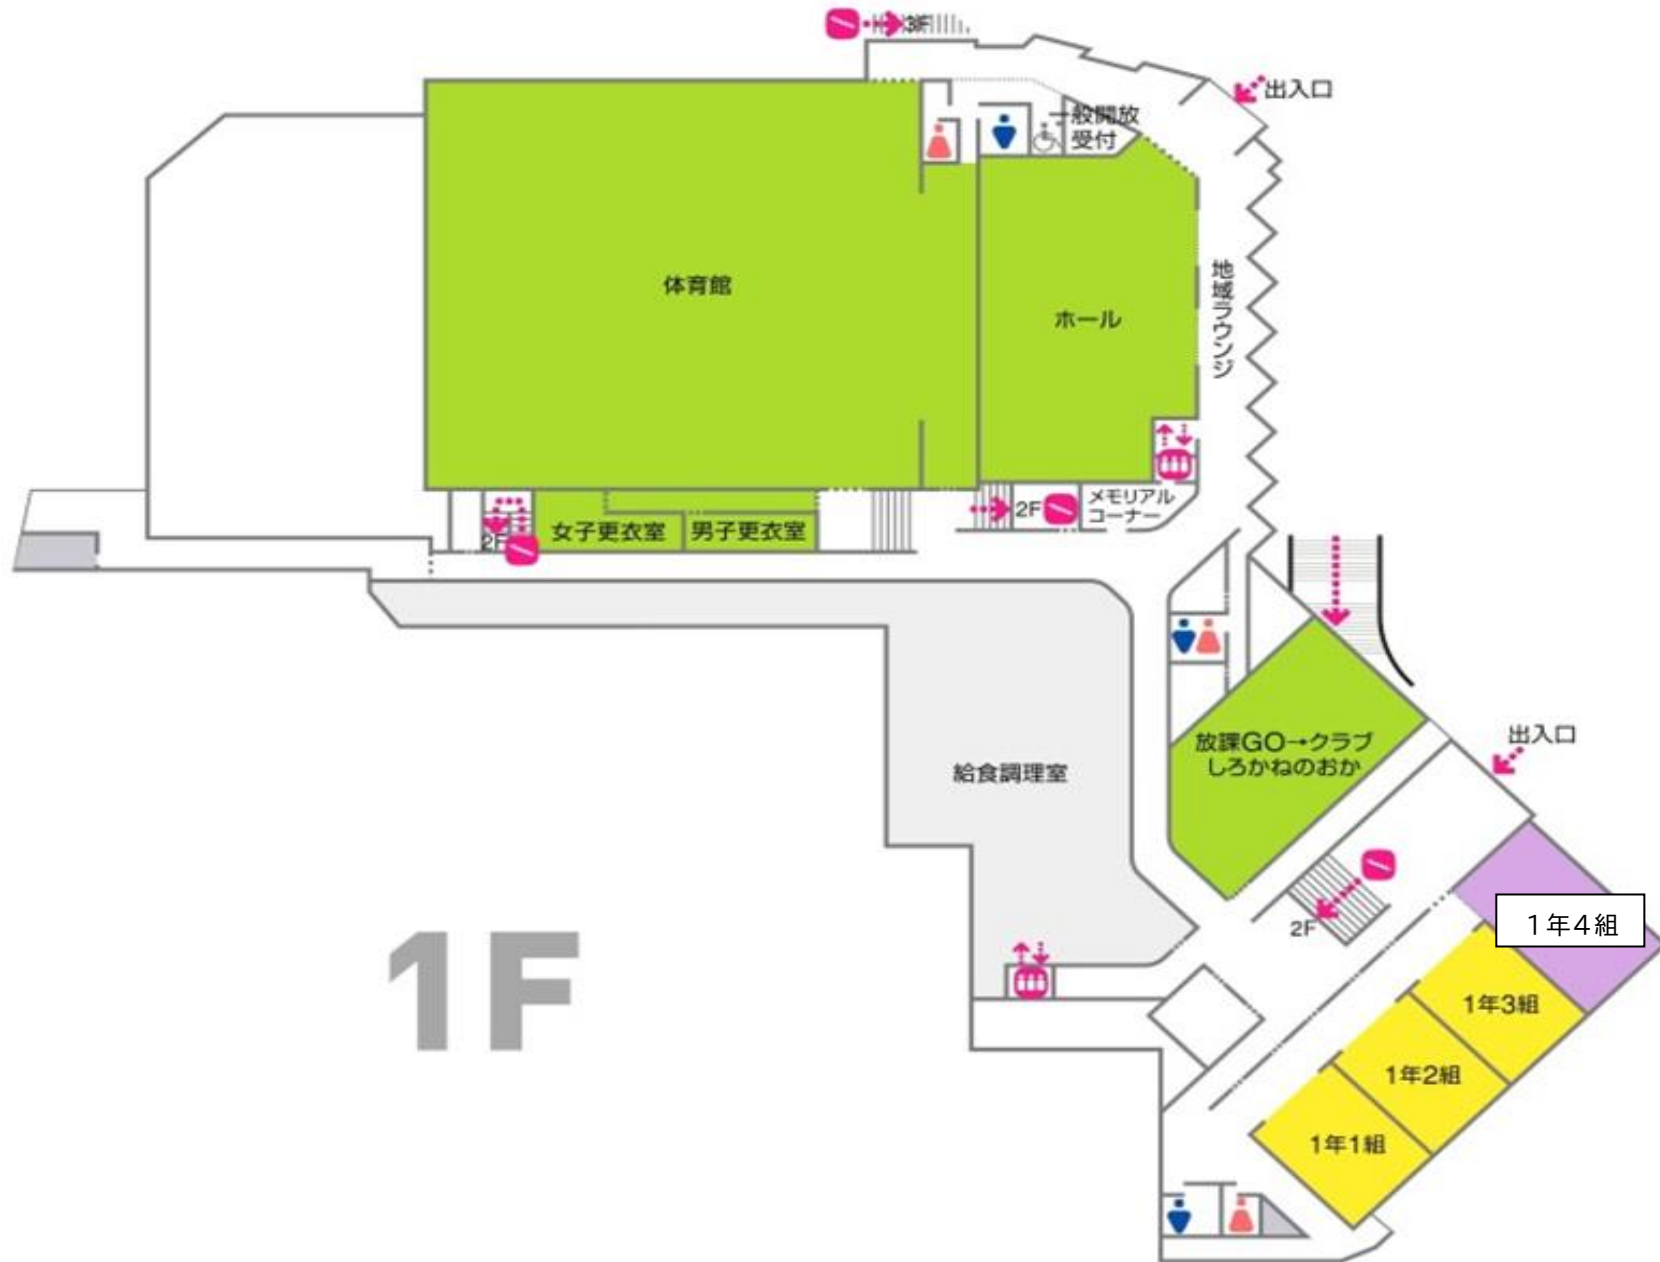 3F
出入口
一般開放
受付
体育館
ホール
地域ラウンジ
メモリアル
コーナー
2F
2F
女子更衣室
男子更衣室
放課GO→クラブ
しろかねのおか
出入口
給食調理室
2F
１年４組
1年3組
1年2組
1年1組
1F